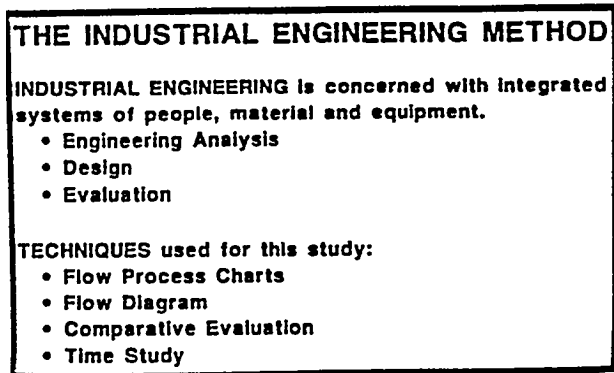 THE INDUSTRIAL ENGINEERING METHOD
INDUSTRIAL ENGINEERING is concerned with integrated
systems of people, material and equipment.
• Engineering Analysis
• Design
• Evaluation
TECHNIQUES used for this study:
• Flow Process Charts
• Flow Diagram
• Comparative Evaluation
• Time Study